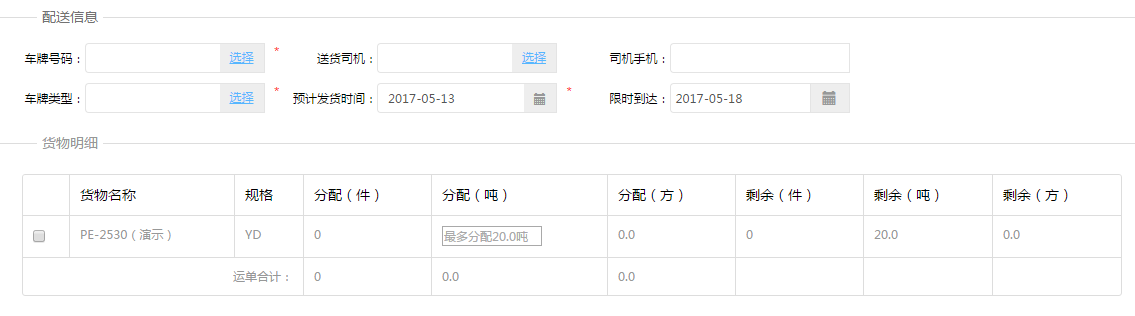 配送信息
车牌号码： 选择 * 送货司机： 选择 司机手机：
车牌类型： 选择 * 预计发货时间： 2017-05-13 * 限时到达： 2017-05-18
货物明细
货物名称 规格 分配（件） 分配（吨） 分配（方） 剩余（件） 剩余（吨） 剩余（方）
PE-2530（演示） YD 0 最多分配20.0吨 0.0 0 20.0 0.0
运单合计： 0 0.0 0.0